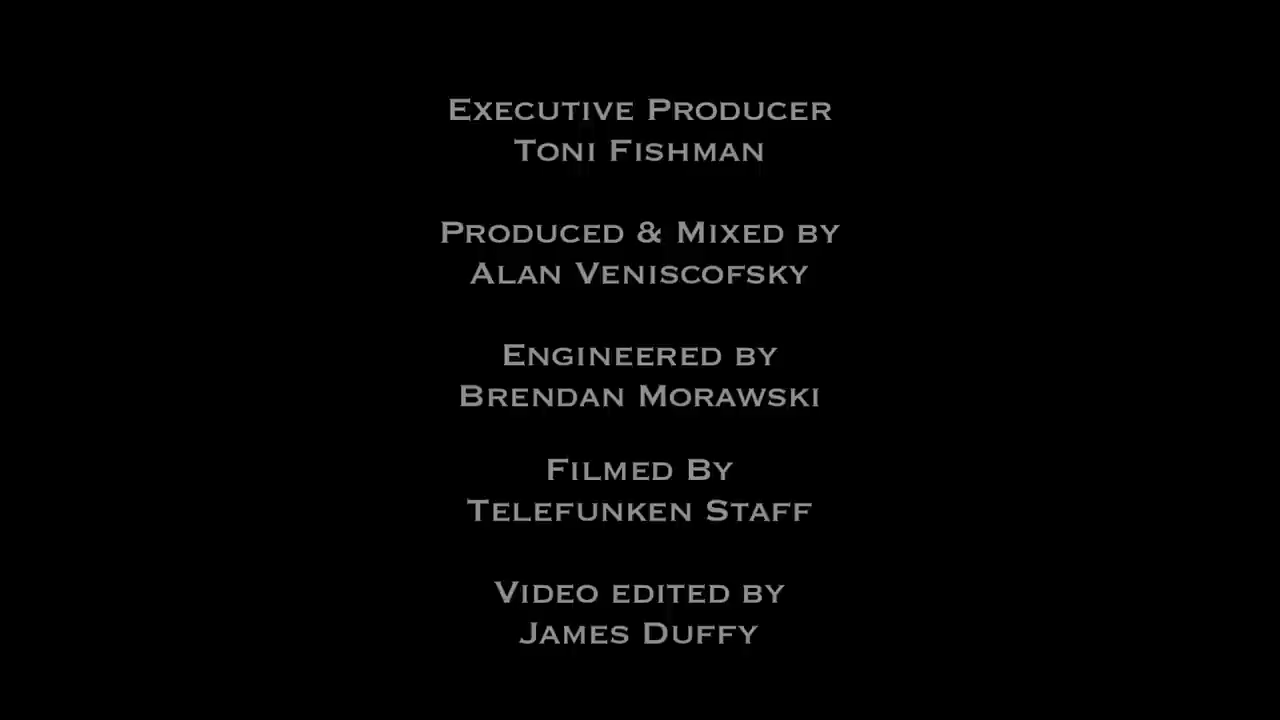 Executive Producer
Toni Fishman
Produced & Mixed by
Alan Veniscofsky
Engineered by
Brendan Morawski
Filmed By
Telefunken Staff
Video edited by
James Duffy